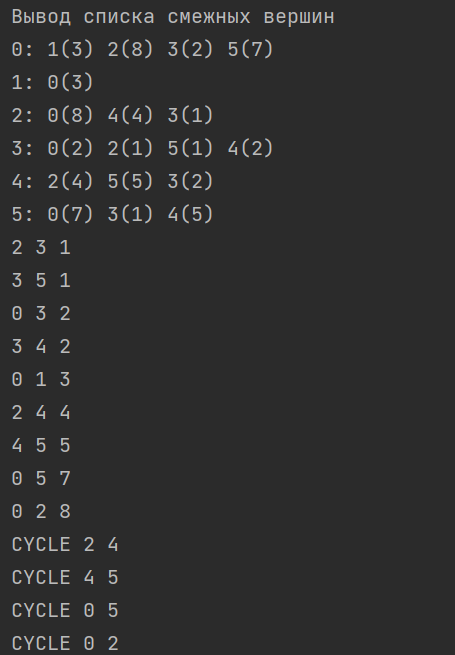 Вывод списка смежных вершин
0: 1(3) 2(8) 3(2) 5(7)
1: 0(3)
2: 0(8) 4(4) 3(1)
3: 0(2) 2(1) 5(1) 4(2)
4: 2(4) 5(5) 3(2)
5: 0(7) 3(1) 4(5)
2 3 1
3 5 1
0 3 2
3 4 2
0 1 3
2 4 4
4 5 5
0 5 7
0 2 8
CYCLE 2 4
CYCLE 4 5
CYCLE 0 5
CYCLE 0 2